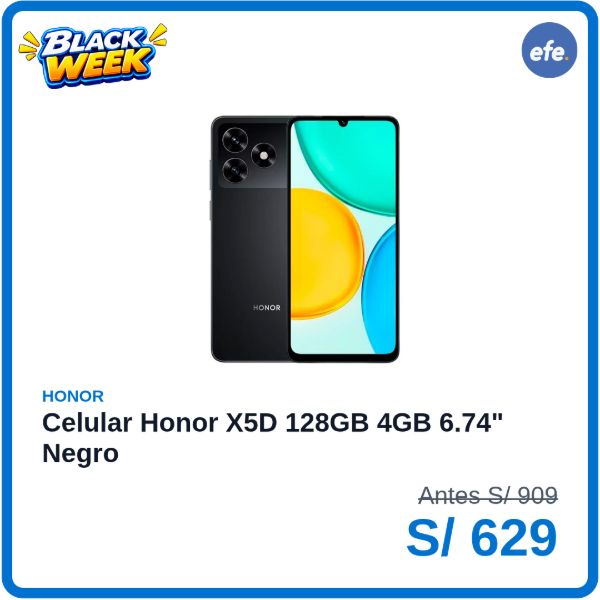 BLACK
WEEK
efe.
HONOR
HONOR
Celular Honor X5D 128GB 4GB 6.74"
Negro
Antes S/ 909
S/ 629